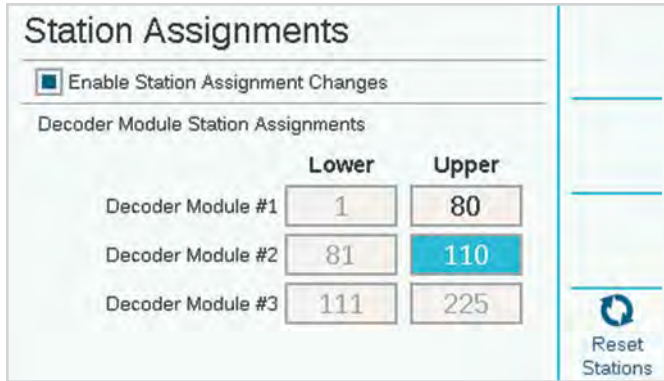 Station Assignments
Enable Station Assignment Changes
Decoder Module Station Assignments
Lower Upper
Decoder Module #1 1 80
Decoder Module #2 81 110
Decoder Module #3 111 225
Reset
Stations